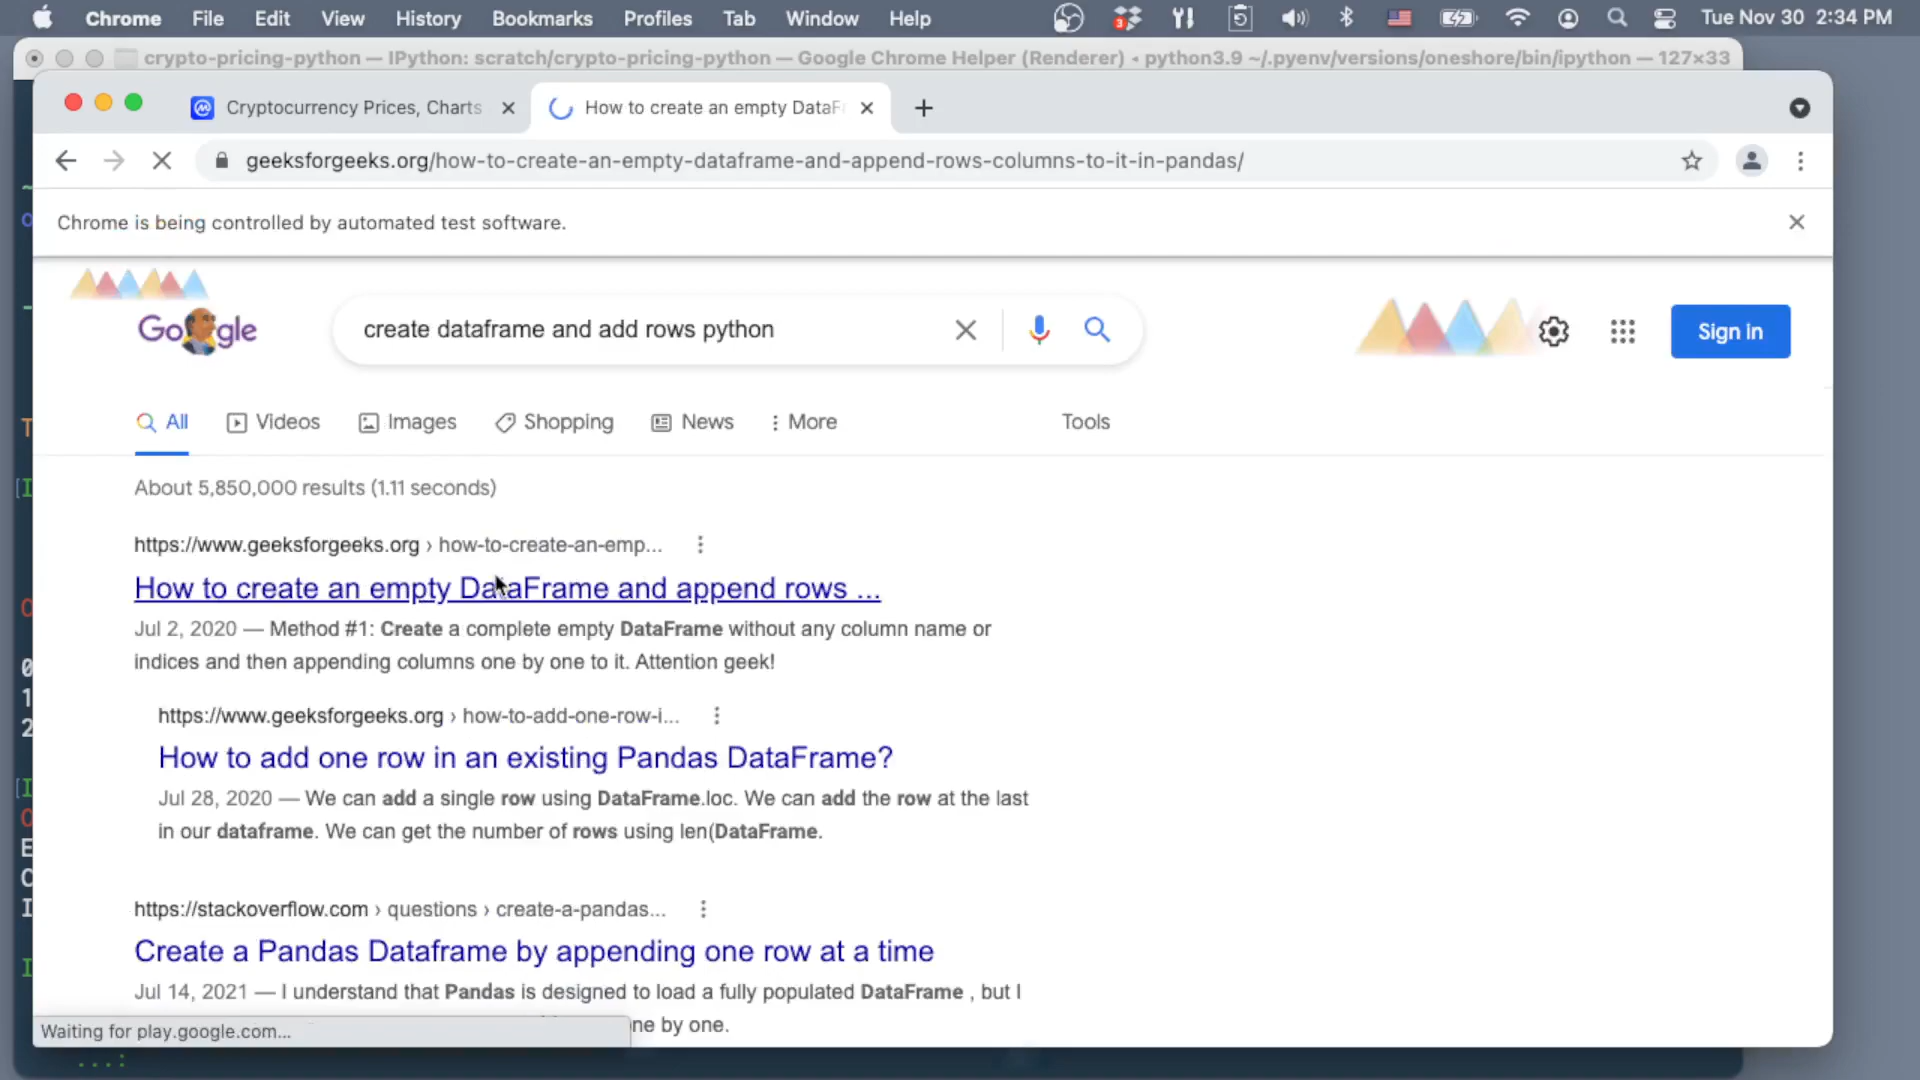 Chrome File Edit View History Bookmarks Profiles Tab Window Help 3 Tue Nov 30 2:34 PM
crypto-pricing-python — IPython: scratch/crypto-pricing-python — Google Chrome Helper (Renderer) ◂ python3.9 ~/.pyenv/versions/oneshore/bin/ipython — 127×33
Cryptocurrency Prices, Charts How to create an empty DataF
geeksforgeeks.org/how-to-create-an-empty-dataframe-and-append-rows-columns-to-it-in-pandas/
Chrome is being controlled by automated test software.
Google
create dataframe and add rows python
Sign in
All Videos Images Shopping News More Tools
About 5,850,000 results (1.11 seconds)
https://www.geeksforgeeks.org › how-to-create-an-emp...
How to create an empty DataFrame and append rows ...
Jul 2, 2020 — Method #1: Create a complete empty DataFrame without any column name or
indices and then appending columns one by one to it. Attention geek!
https://www.geeksforgeeks.org › how-to-add-one-row-i...
How to add one row in an existing Pandas DataFrame?
Jul 28, 2020 — We can add a single row using DataFrame.loc. We can add the row at the last
in our dataframe. We can get the number of rows using len(DataFrame.
https://stackoverflow.com › questions › create-a-pandas...
Create a Pandas Dataframe by appending one row at a time
Jul 14, 2021 — I understand that Pandas is designed to load a fully populated DataFrame , but I
ne by one.
Waiting for play.google.com...
...: